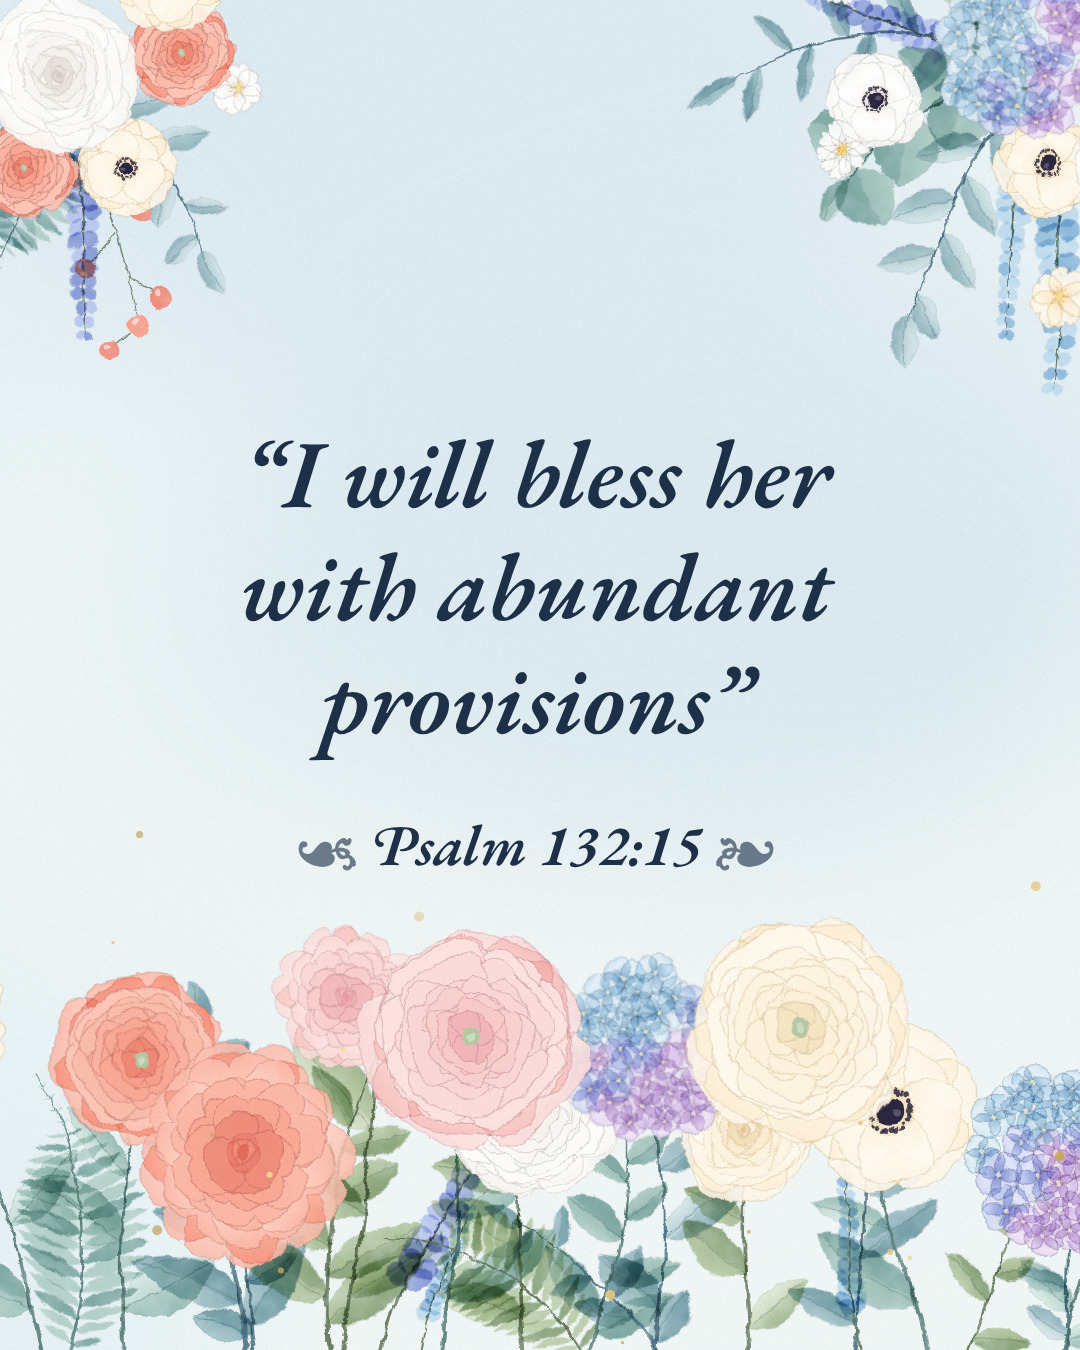 “I will bless her
with abundant
provisions”
Psalm 132:15